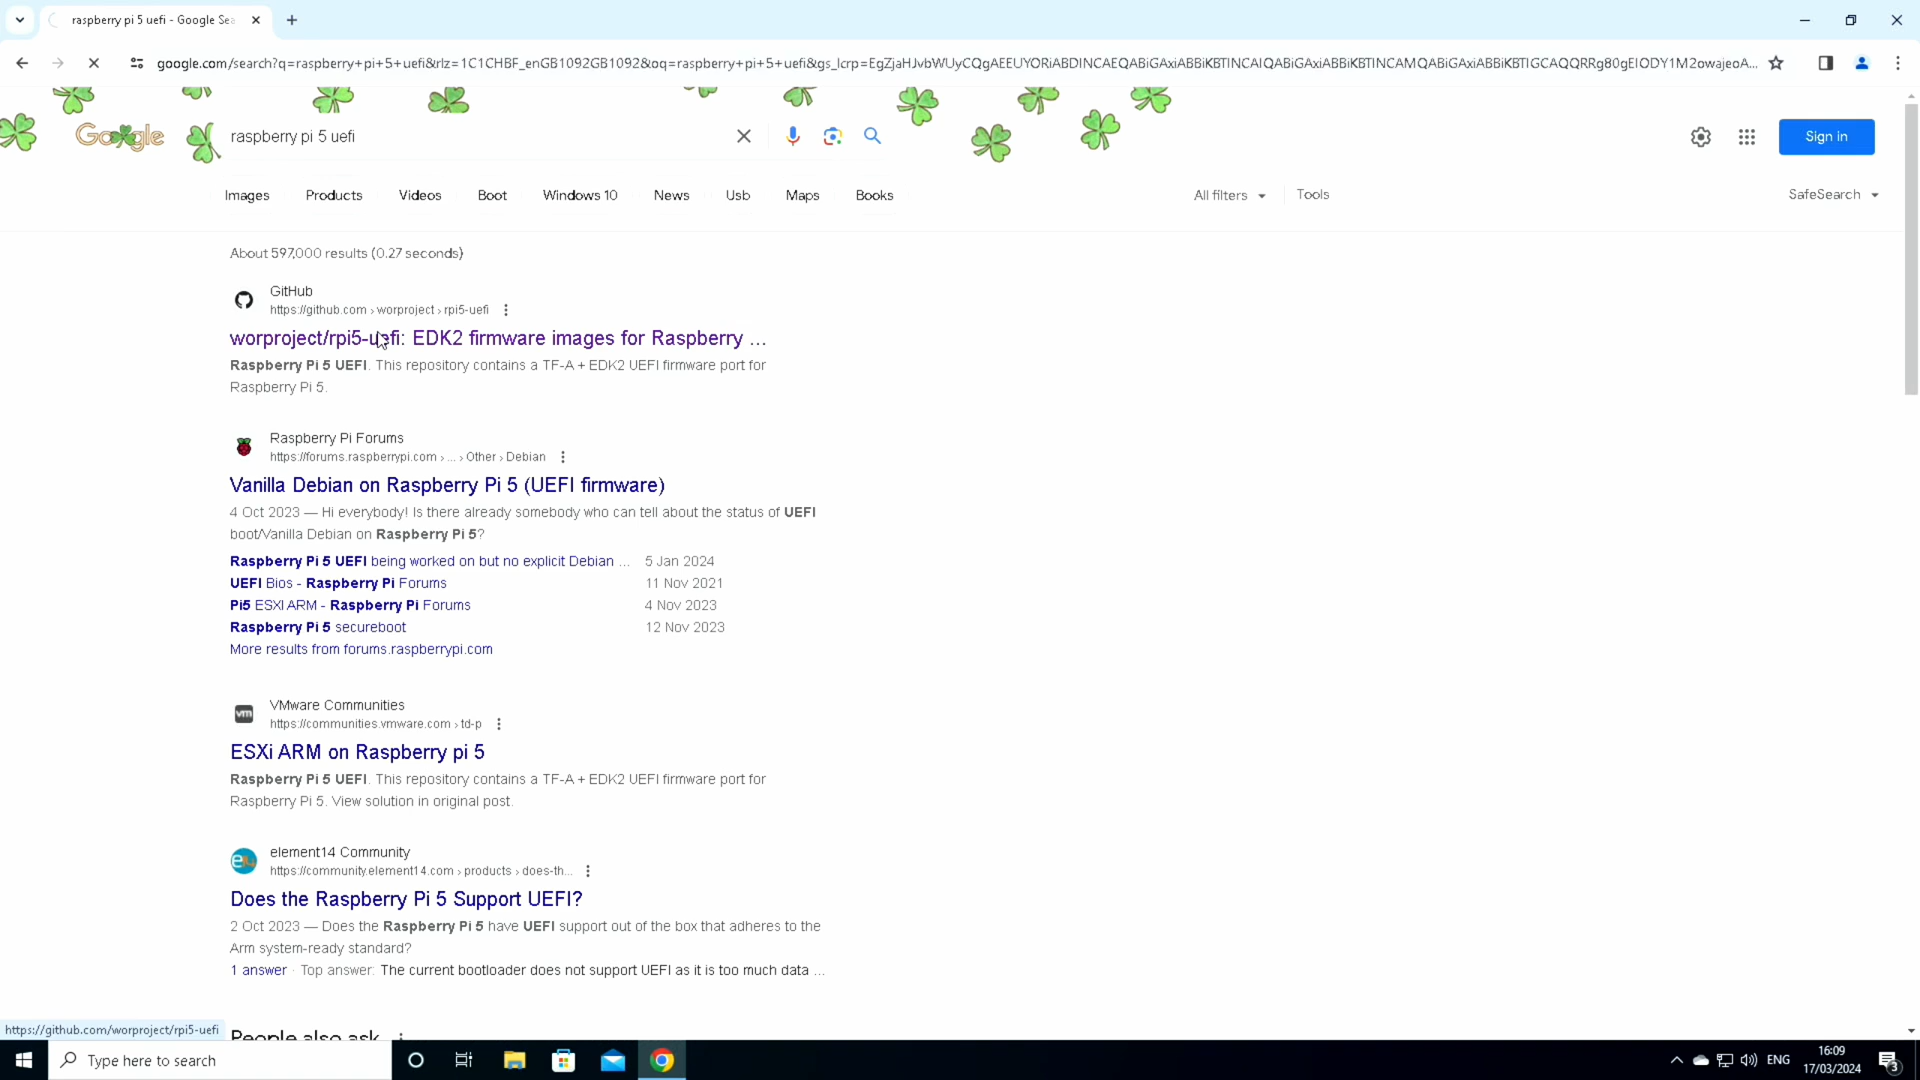 raspberry pi 5 uefi - Google Sea
google.com/search?q=raspberry+pi+5+uefi&rlz=1C1CHBF_enGB1092GB1092&oq=raspberry+pi+5+uefi&gs_lcrp=
Google
raspberry pi 5 uefi
Sign in
Images Products Videos Boot Windows 10 News Usb Maps Books All filters Tools SafeSearch
About 597,000 results (0.27 seconds)
GitHub
https://github.com › worproject › rpi5-uefi
worproject/rpi5-uefi: EDK2 firmware images for Raspberry ...
Raspberry Pi 5 UEFI. This repository contains a TF-A + EDK2 UEFI firmware port for
Raspberry Pi 5.
Raspberry Pi Forums
https://forums.raspberrypi.com › ... › Other › Debian
Vanilla Debian on Raspberry Pi 5 (UEFI firmware)
4 Oct 2023 — Hi everybody! Is there already somebody who can tell about the status of UEFI
boot/Vanilla Debian on Raspberry Pi 5?
Raspberry Pi 5 UEFI being worked on but no explicit Debian ... 5 Jan 2024
UEFI Bios - Raspberry Pi Forums 11 Nov 2021
Pi5 ESXI ARM - Raspberry Pi Forums 4 Nov 2023
Raspberry Pi 5 secureboot 12 Nov 2023
More results from forums.raspberrypi.com
vm
VMware Communities
https://communities.vmware.com › td-p
ESXi ARM on Raspberry pi 5
Raspberry Pi 5 UEFI. This repository contains a TF-A + EDK2 UEFI firmware port for
Raspberry Pi 5. View solution in original post.
element14 Community
https://community.element14.com › products › does-th...
Does the Raspberry Pi 5 Support UEFI?
2 Oct 2023 — Does the Raspberry Pi 5 have UEFI support out of the box that adheres to the
Arm system-ready standard?
1 answer · Top answer: The current bootloader does not support UEFI as it is too much data ...
https://github.com/worproject/rpi5-uefi
People also ask
Type here to search
ENG
16:09
17/03/2024
3